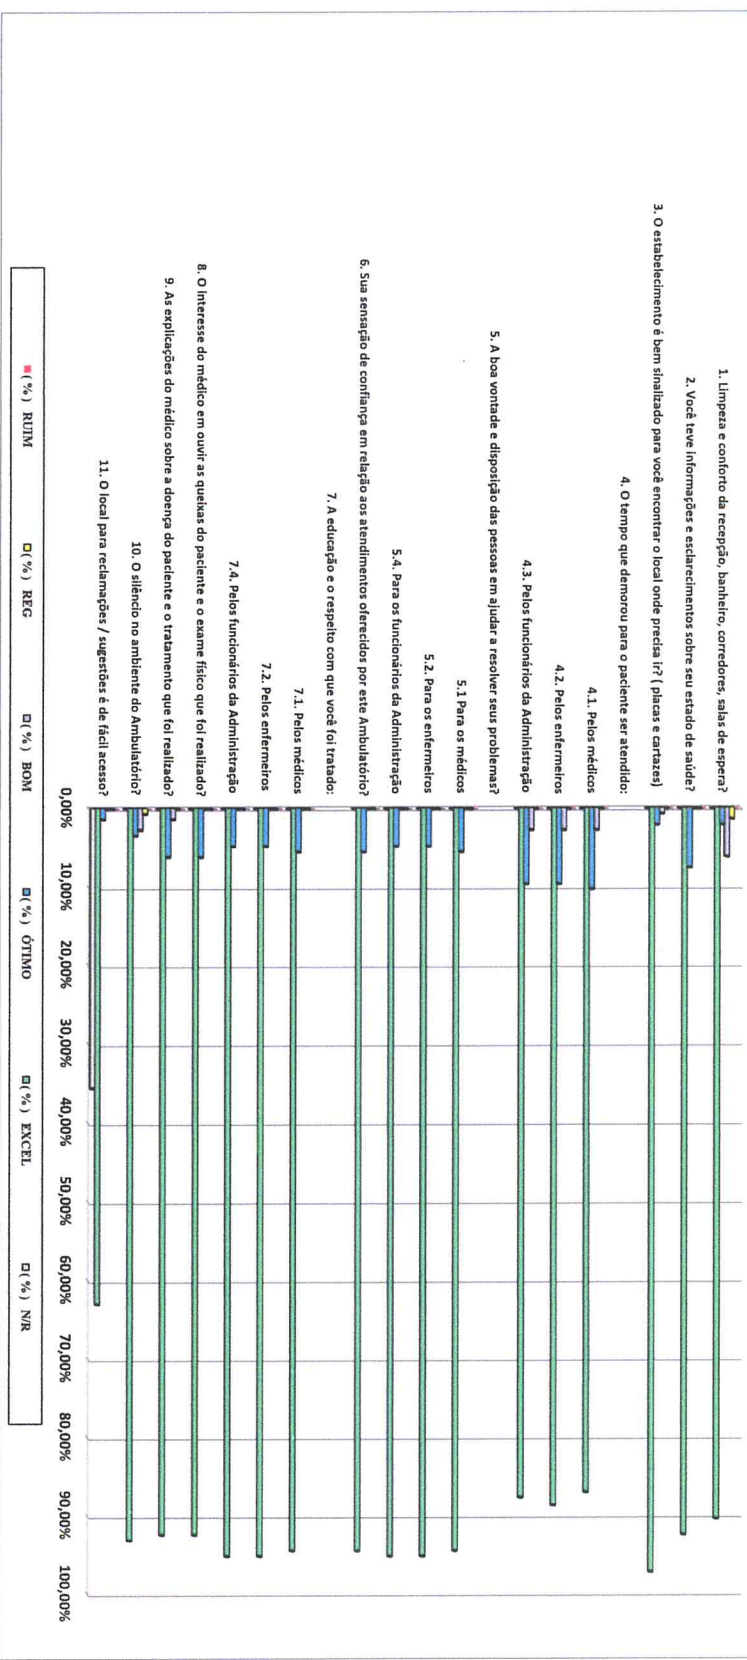 1. Limpeza e conforto da recepção, banheiro, corredores, salas de espera?
2. Você teve informações e esclarecimentos sobre seu estado de saúde?
3. O estabelecimento é bem sinalizado para você encontrar o local onde precisa ir? ( placas e cartazes)
4. O tempo que demorou para o paciente ser atendido:
4.1. Pelos médicos
4.2. Pelos enfermeiros
4.3. Pelos funcionários da Administração
5. A boa vontade e disposição das pessoas em ajudar a resolver seus problemas?
5.1 Para os médicos
5.2. Para os enfermeiros
5.4. Para os funcionários da Administração
6. Sua sensação de confiança em relação aos atendimentos oferecidos por este Ambulatório?
7. A educação e o respeito com que você foi tratado:
7.1. Pelos médicos
7.2. Pelos enfermeiros
7.4. Pelos funcionários da Administração
8. O interesse do médico em ouvir as queixas do paciente e o exame físico que foi realizado?
9. As explicações do médico sobre a doença do paciente e o tratamento que foi realizado?
10. O silêncio no ambiente do Ambulatório?
11. O local para reclamações / sugestões é de fácil acesso?
0,00% 10,00% 20,00% 30,00% 40,00% 50,00% 60,00% 70,00% 80,00% 90,00% 100,00%
(%) RUIM (%) REG (%) BOM (%) ÓTIMO (%) EXCEL (%) N/R